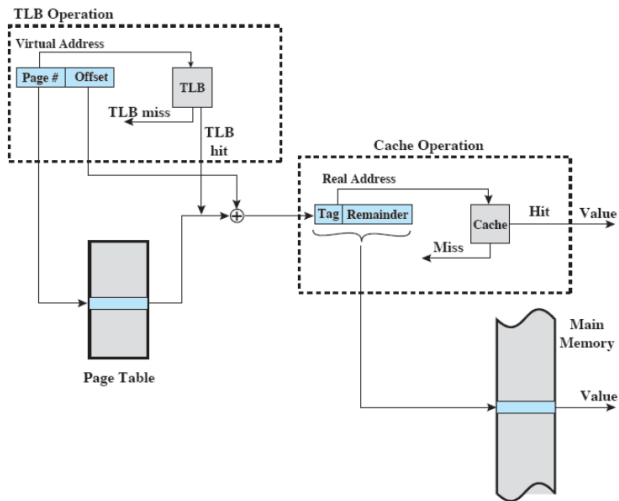 TLB Operation
Virtual Address
Page # Offset
TLB
TLB miss
TLB
hit
Cache Operation
Real Address
Tag Remainder
Cache
Hit
Value
Miss
Page Table
Main
Memory
Value